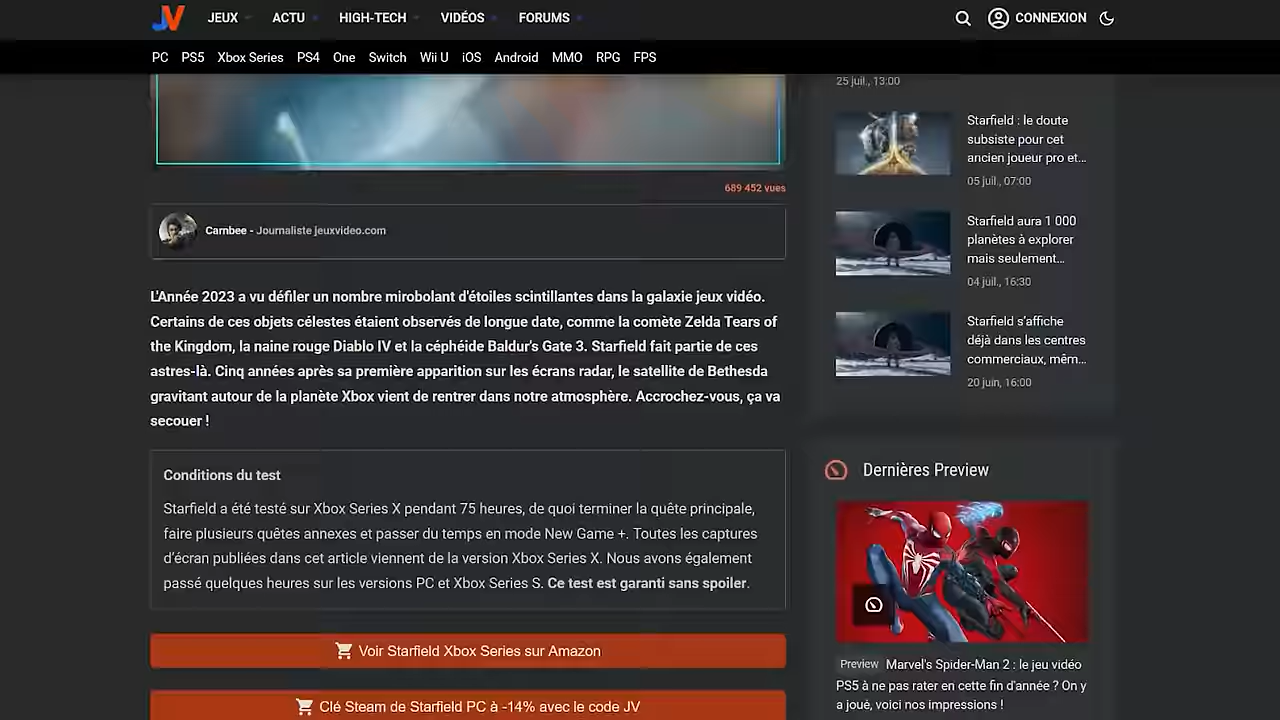 JV JEUX ACTU HIGH-TECH VIDÉOS FORUMS CONNEXION
PC PS5 Xbox Series PS4 One Switch Wii U iOS Android MMO RPG FPS
689 452 vues
Cambee - Journaliste jeuxvideo.com
L'Année 2023 a vu défiler un nombre mirobolant d'étoiles scintillantes dans la galaxie jeux vidéo.
Certains de ces objets célestes étaient observés de longue date, comme la comète Zelda Tears of
the Kingdom, la naine rouge Diablo IV et la céphéide Baldur's Gate 3. Starfield fait partie de ces
astres-là. Cinq années après sa première apparition sur les écrans radar, le satellite de Bethesda
gravitant autour de la planète Xbox vient de rentrer dans notre atmosphère. Accrochez-vous, ça va
secouer !
Conditions du test
Starfield a été testé sur Xbox Series X pendant 75 heures, de quoi terminer la quête principale,
faire plusieurs quêtes annexes et passer du temps en mode New Game +. Toutes les captures
d'écran publiées dans cet article viennent de la version Xbox Series X. Nous avons également
passé quelques heures sur les versions PC et Xbox Series S. Ce test est garanti sans spoiler.
Voir Starfield Xbox Series sur Amazon
Clé Steam de Starfield PC à -14% avec le code JV
25 juil., 13:00
Starfield : le doute
subsiste pour cet
ancien joueur pro et...
05 juil., 07:00
Starfield aura 1 000
planètes à explorer
mais seulement...
04 juil., 16:30
Starfield s'affiche
déjà dans les centres
commerciaux, mêm...
20 juin, 16:00
Dernières Preview
Preview Marvel's Spider-Man 2 : le jeu vidéo
PS5 à ne pas rater en cette fin d'année ? On y
a joué, voici nos impressions !